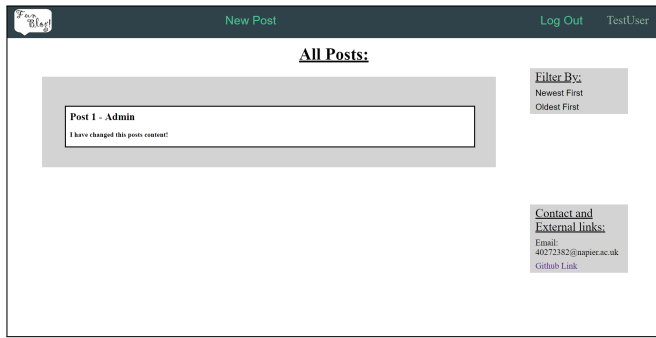 Fun
Blog!
New Post
Log Out
TestUser
All Posts:
Post 1 - Admin
I have changed this posts content!
Filter By:
Newest First
Oldest First
Contact and
External links:
Email:
40272382@napier.ac.uk
Github Link